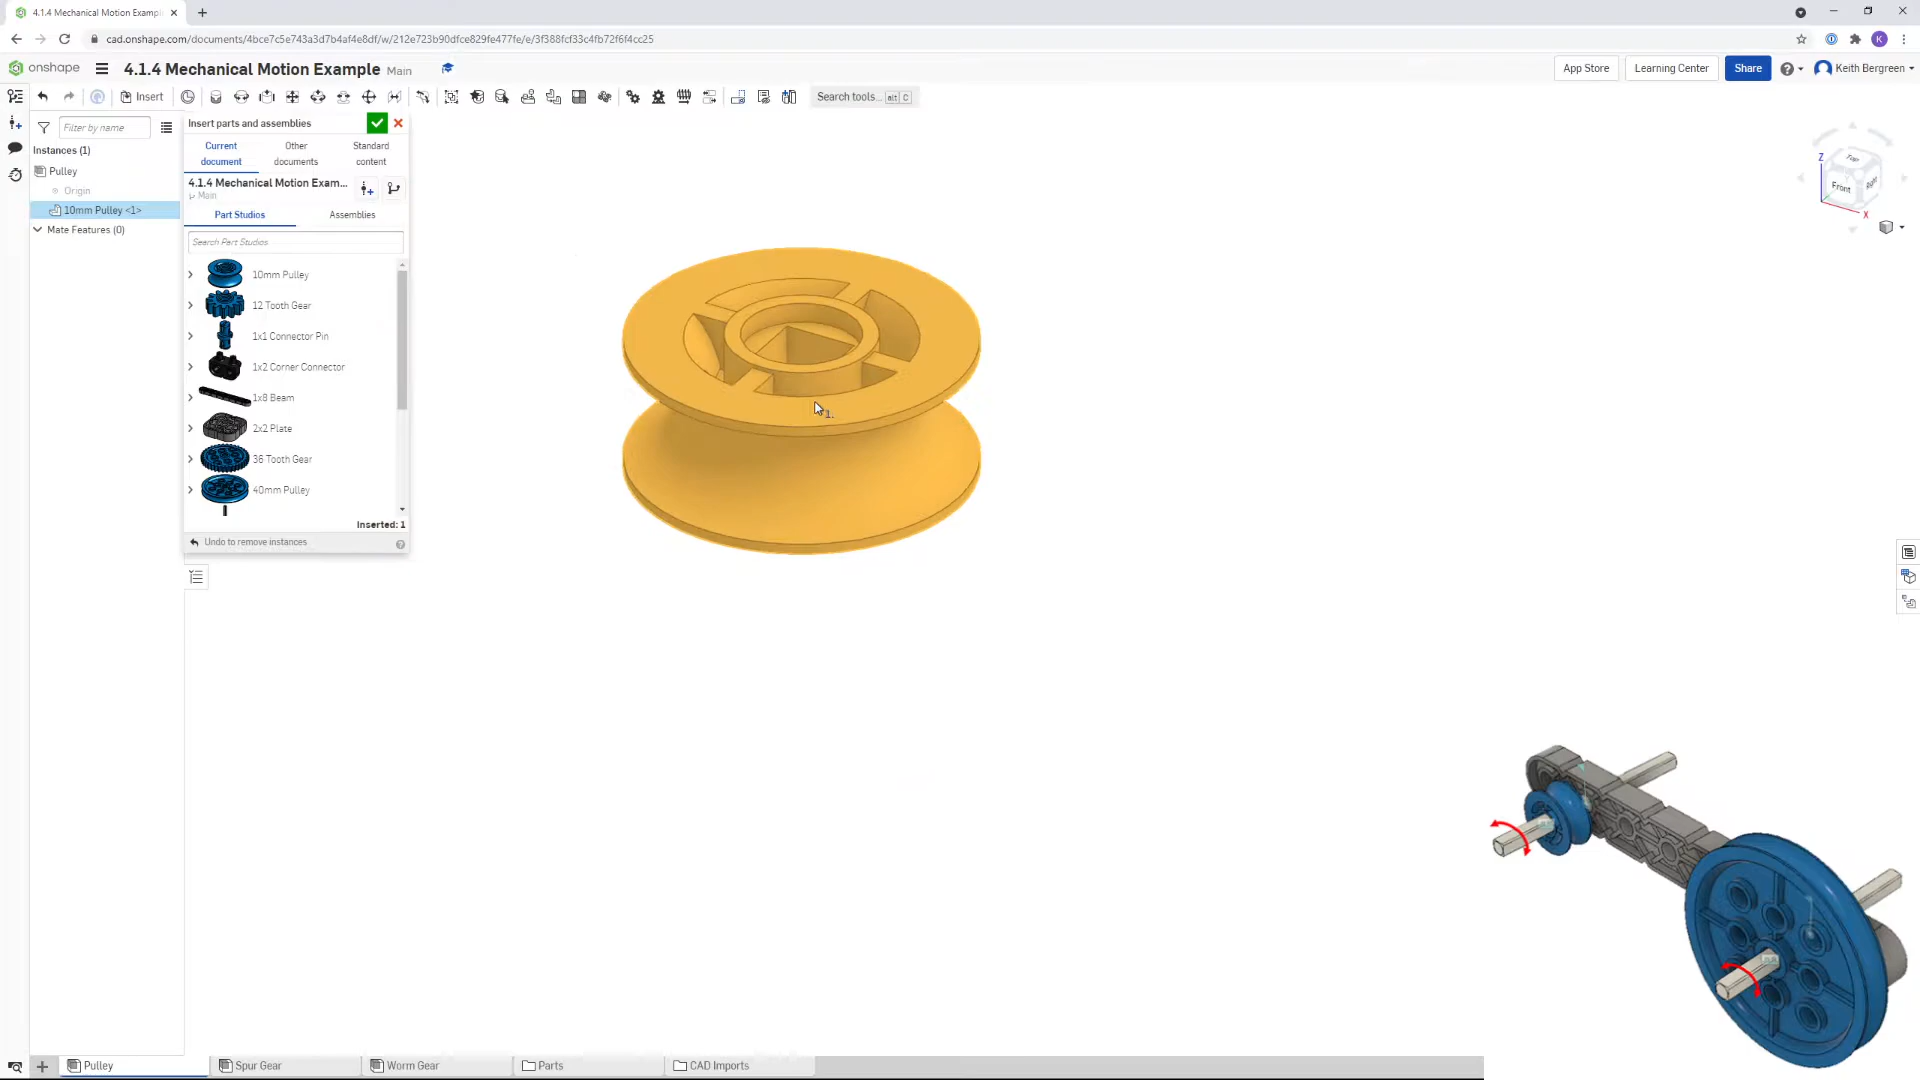 4.1.4 Mechanical Motion Exampl
cad.onshape.com/documents/4bce7c5e743a3d7b4af4e8df/w/212e723b90dfce829fe477fe/e/3f388fcf33c4fb72f6f4cc25
K
onshape
4.1.4 Mechanical Motion Example Main
App Store
Learning Center
Share
Keith Bergreen
Insert
Search tools... alt C
Filter by name
Instances (1)
Pulley
Origin
10mm Pulley <1>
Mate Features (0)
Insert parts and assemblies
Current document
Other documents
Standard content
4.1.4 Mechanical Motion Exam...
Main
Part Studios
Assemblies
Search Part Studios
10mm Pulley
12 Tooth Gear
1x1 Connector Pin
1x2 Corner Connector
1x8 Beam
2x2 Plate
36 Tooth Gear
40mm Pulley
Inserted: 1
Undo to remove instances
1.
Z
Top
Front
Right
X
Pulley
Spur Gear
Worm Gear
Parts
CAD Imports